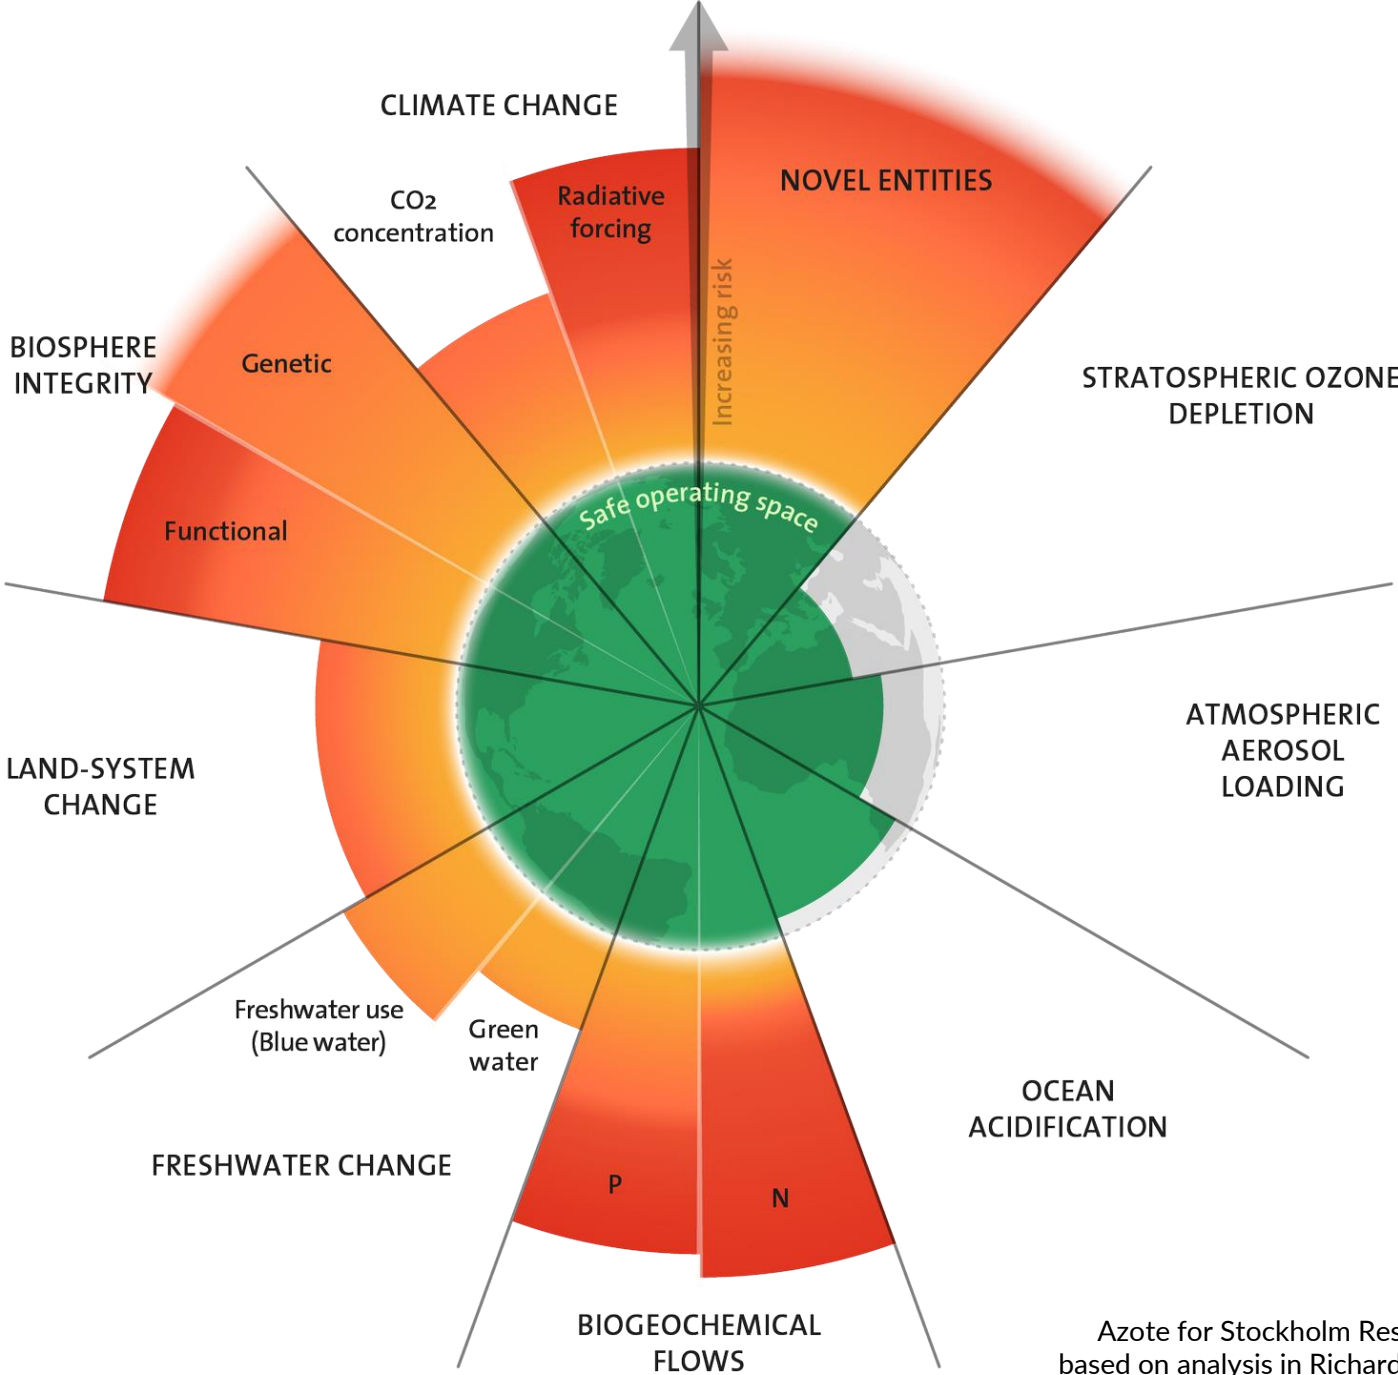 CLIMATE CHANGE
NOVEL ENTITIES
CO2
concentration
Radiative
forcing
Increasing risk
BIOSPHERE
INTEGRITY
Genetic
Functional
STRATOSPHERIC OZONE
DEPLETION
Safe operating space
ATMOSPHERIC
AEROSOL
LOADING
LAND-SYSTEM
CHANGE
Freshwater use
(Blue water)
Green
water
OCEAN
ACIDIFICATION
FRESHWATER CHANGE
P
N
BIOGEOCHEMICAL
FLOWS
Azote for Stockholm Res
based on analysis in Richard